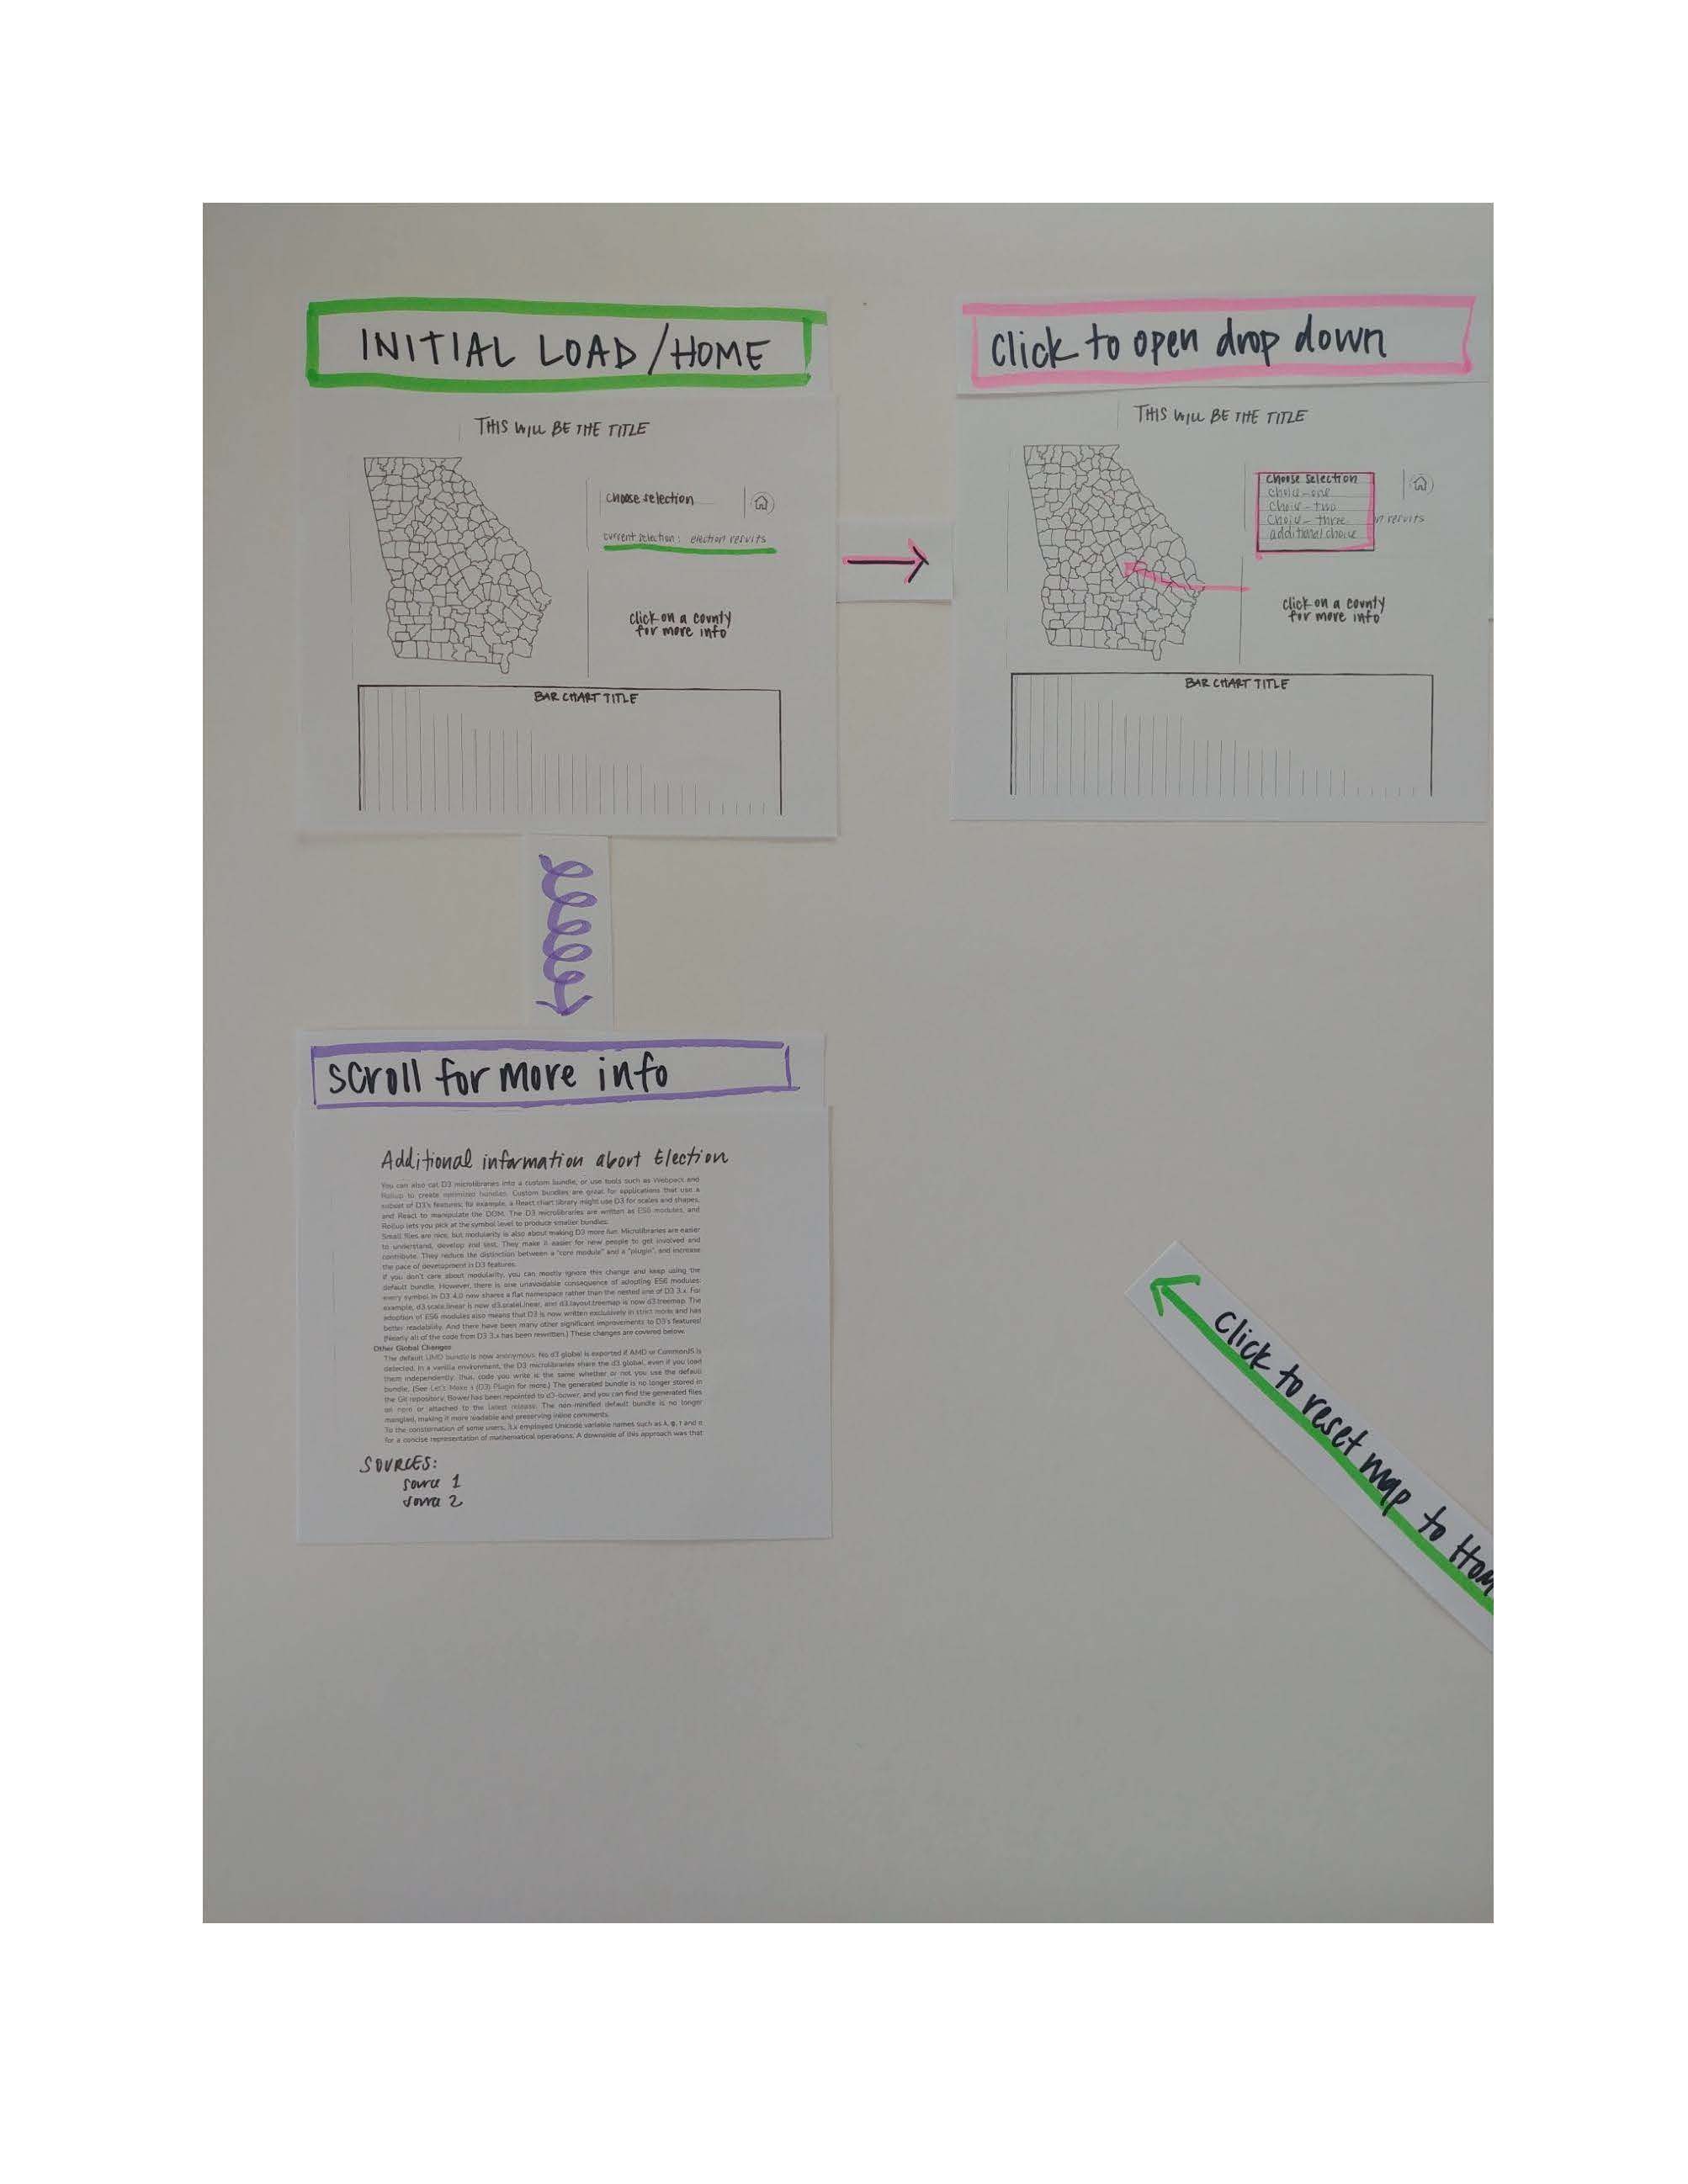 INITIAL LOAD/HOME
THIS WILL BE THE TITLE
choose selection
current selection: election results
click on a county
for more info
BAR CHART TITLE
click to open drop down
THIS WILL BE THE TITLE
choose selection
choice-one
choice-two
choice-three
n results
additional choice
click on a county
for more info
BAR CHART TITLE
scroll for more info
Additional information about Election
You can also cat D3 microlibraries into a custom bundle, or use tools such as Webpack and
Rollup to create optimized bundles. Custom bundles are great for applications that use a
subset of D3's features; for example, a React chart library might use D3 for scales and shapes,
and React to manipulate the DOM. The D3 microlibraries are written as ES6 modules, and
Rollup lets you pick at the symbol level to produce smaller bundles.
Small files are nice, but modularity is also about making D3 more fun. Microlibraries are easier
to understand, develop and test. They make it easier for new people to get involved and
contribute. They reduce the distinction between a "core module" and a "plugin", and increase
the pace of development in D3 features.
If you don't care about modularity, you can mostly ignore this change and keep using the
default bundle. However, there is one unavoidable consequence of adopting ES6 modules:
every symbol in D3 4.0 now shares a flat namespace rather than the nested one of D3 3.x. For
example, d3.scale.linear is now d3.scaleLinear, and d3.layout.treemap is now d3.treemap. The
adoption of ES6 modules also means that D3 is now written exclusively in strict mode and has
better readability. And there have been many other significant improvements to D3's features!
(Nearly all of the code from D3 3.x has been rewritten.) These changes are covered below.
Other Global Changes
The default UMD bundle is now anonymous. No d3 global is exported if AMD or CommonJS is
detected. In a vanilla environment, the D3 microlibraries share the d3 global, even if you load
them independently; thus, code you write is the same whether or not you use the default
bundle. (See Let's Make a (D3) Plugin for more.) The generated bundle is no longer stored in
the Git repository; Bower has been repointed to d3-bower, and you can find the generated files
on npm or attached to the latest release. The non-minified default bundle is no longer
mangled, making it more readable and preserving inline comments.
To the consternation of some users, 3.x employed Unicode variable names such as λ, φ, τ and π
for a concise representation of mathematical operations. A downside of this approach was that
SOURCES:
source 1
source 2
Click to reset map to Hom